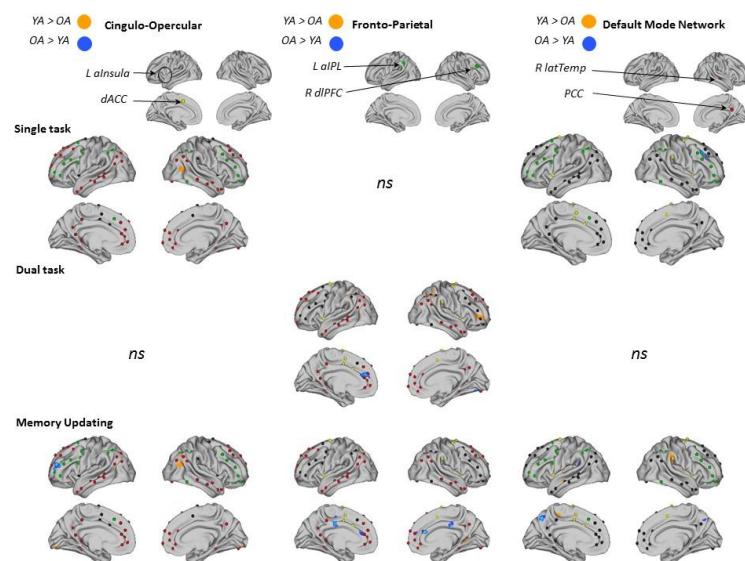 YA > OA Cingulo-Opercular
OA > YA
YA > OA Fronto-Parietal
OA > YA
YA > OA Default Mode Network
OA > YA
L aInsula
dACC
L aIPL
R dlPFC
R latTemp
PCC
Single task
ns
Dual task
ns
ns
Memory Updating